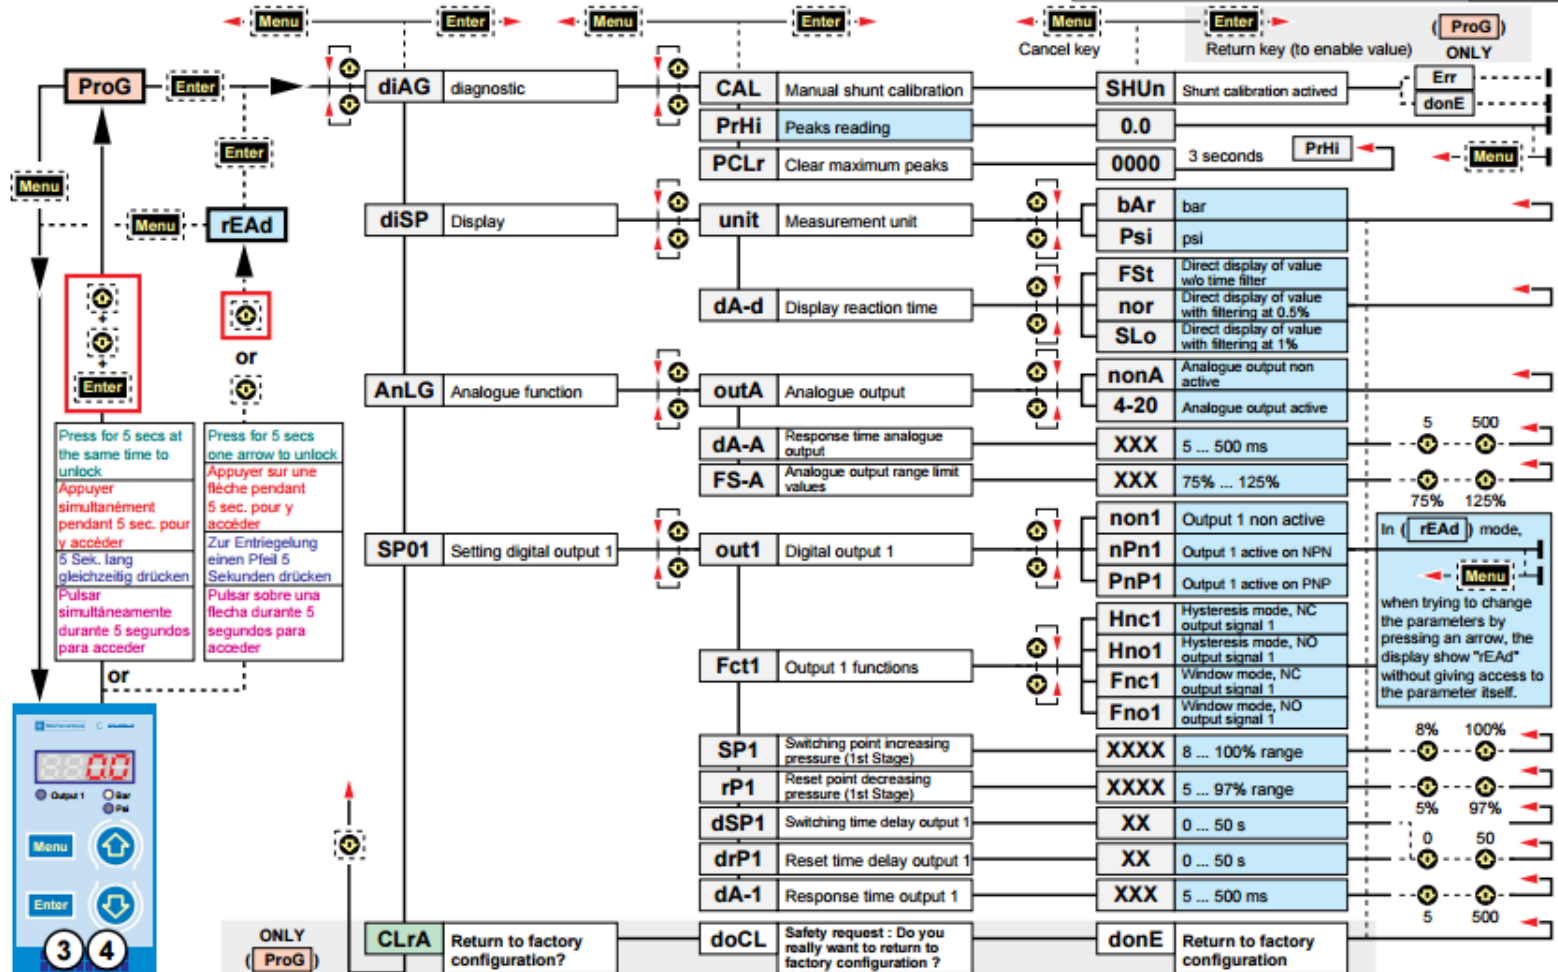 Menu Enter Menu Enter Menu Enter
Cancel key
Return key (to enable value)
( ProG )
ONLY
ProG
Enter
diAG diagnostic
CAL Manual shunt calibration
SHUn Shunt calibration actived
Err
donE
PrHi Peaks reading
0.0
PCLr Clear maximum peaks
0000 3 seconds
PrHi
Menu
Enter
Menu
Menu
rEAd
diSP Display
unit Measurement unit
bAr bar
Psi psi
dA-d Display reaction time
FSt Direct display of value
w/o time filter
nor Direct display of value
with filtering at 0.5%
SLo Direct display of value
with filtering at 1%
+
+
Enter
or
Press for 5 secs at
the same time to
unlock
Appuyer
simultanément
pendant 5 sec. pour
y accéder
5 Sek. lang
gleichzeitig drücken
Pulsar
simultáneamente
durante 5 segundos
para acceder
Press for 5 secs
one arrow to unlock
Appuyer sur une
flèche pendant
5 sec. pour y
accéder
Zur Entriegelung
einen Pfeil 5
Sekunden drücken
Pulsar sobre una
flecha durante 5
segundos para
acceder
or
AnLG Analogue function
outA Analogue output
nonA Analogue output non
active
4-20 Analogue output active
dA-A Response time analogue
output
XXX 5 ... 500 ms
5 500
FS-A Analogue output range limit
values
XXX 75% ... 125%
75% 125%
SP01 Setting digital output 1
out1 Digital output 1
non1 Output 1 non active
nPn1 Output 1 active on NPN
PnP1 Output 1 active on PNP
In ( rEAd ) mode,
Menu
when trying to change
the parameters by
pressing an arrow, the
display show "rEAd"
without giving access to
the parameter itself.
Fct1 Output 1 functions
Hnc1 Hysteresis mode, NC
output signal 1
Hno1 Hysteresis mode, NO
output signal 1
Fnc1 Window mode, NC
output signal 1
Fno1 Window mode, NO
output signal 1
SP1 Switching point increasing
pressure (1st Stage)
XXXX 8 ... 100% range
8% 100%
rP1 Reset point decreasing
pressure (1st Stage)
XXXX 5 ... 97% range
5% 97%
dSP1 Switching time delay output 1
XX 0 ... 50 s
0 50
drP1 Reset time delay output 1
XX 0 ... 50 s
dA-1 Response time output 1
XXX 5 ... 500 ms
5 500
0.0
Output 1 Bar
Psi
Menu
Enter
3 4
ONLY
( ProG )
CLrA Return to factory
configuration?
doCL Safety request : Do you
really want to return to
factory configuration ?
donE Return to factory
configuration